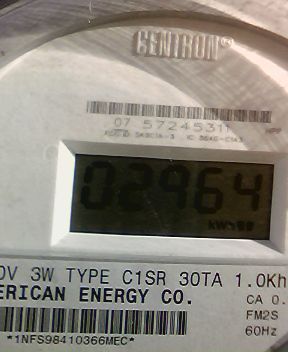 CENTRON®
07 57245311
02964
kWh
0V 3W TYPE C1SR 30TA 1.0Kh
ERICAN ENERGY CO.
CA 0.
FM2S
60Hz
*1NFS98410366MEC*